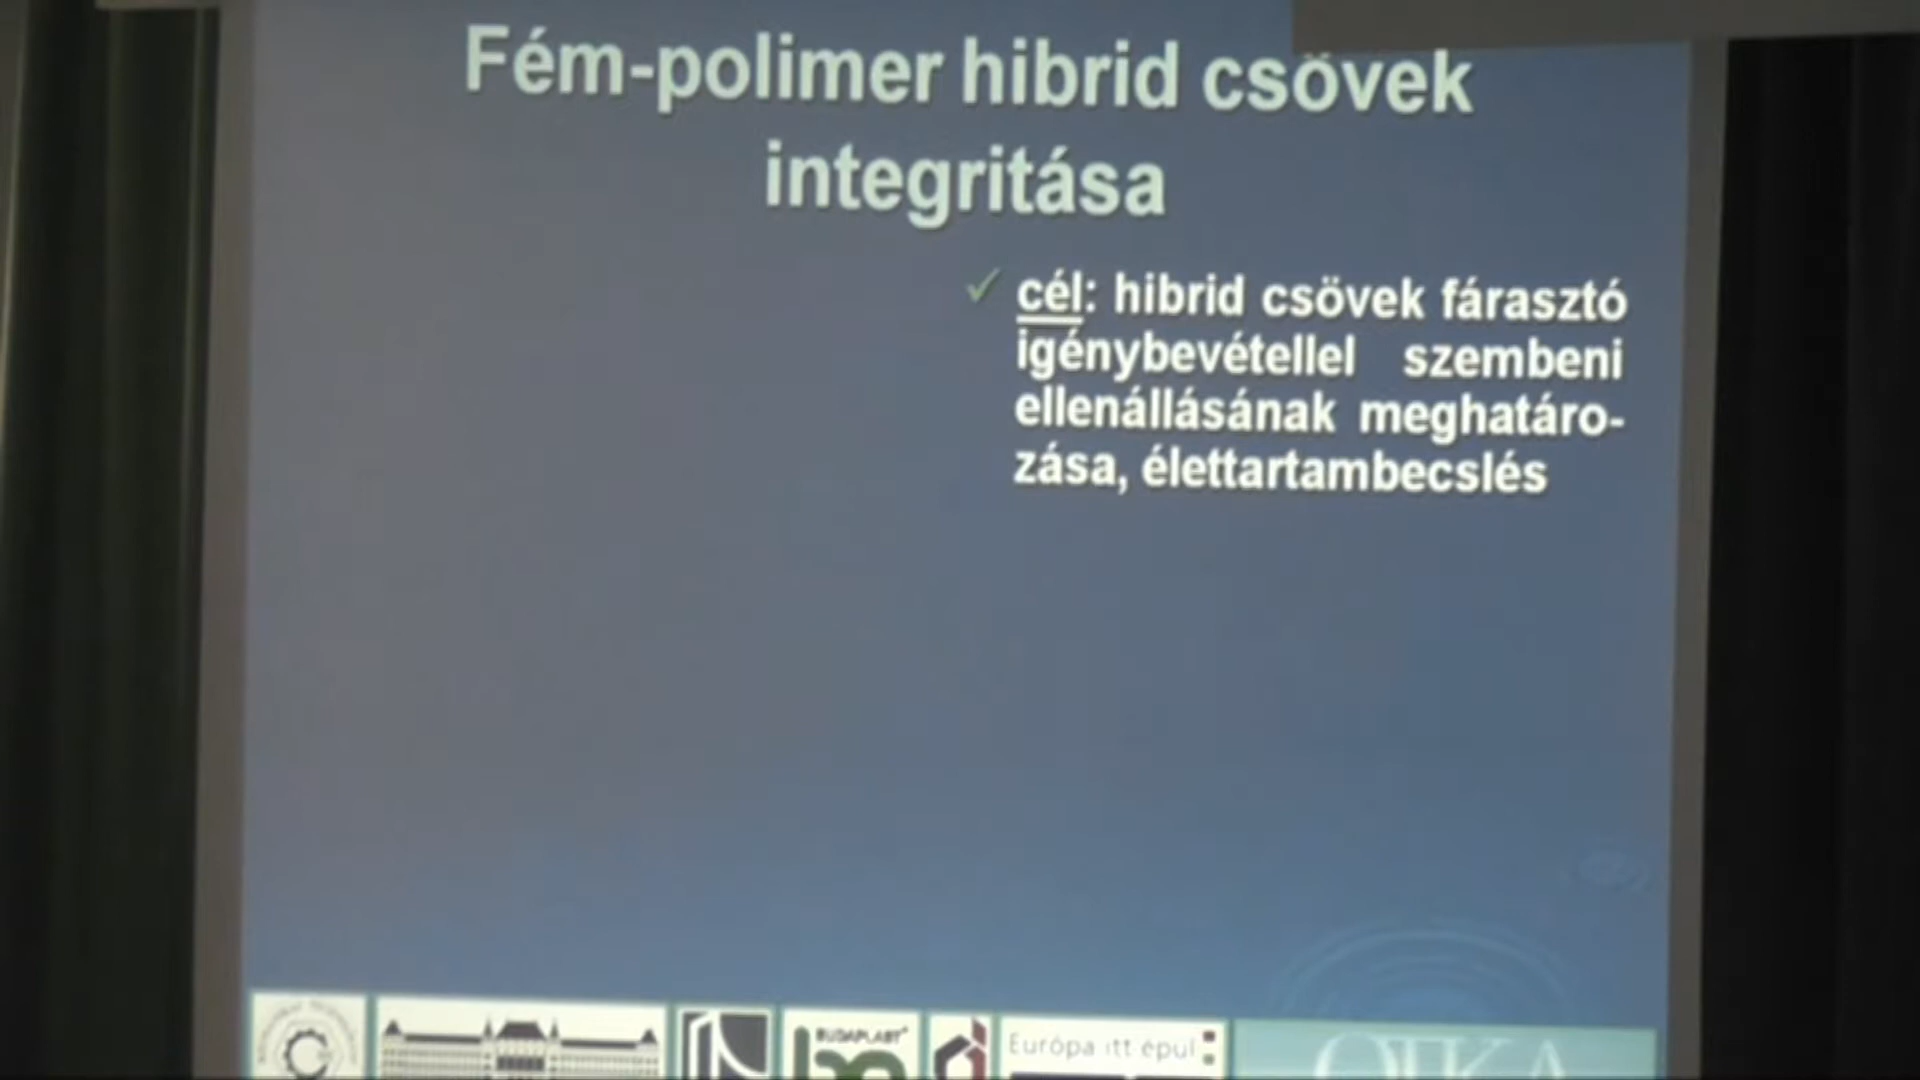 Fém-polimer hibrid csövek
integritása
✓ cél: hibrid csövek fárasztó
igénybevétellel szembeni
ellenállásának meghatáro-
zása, élettartambecslés
BUDAPLAST
Európa itt épül
OTKA